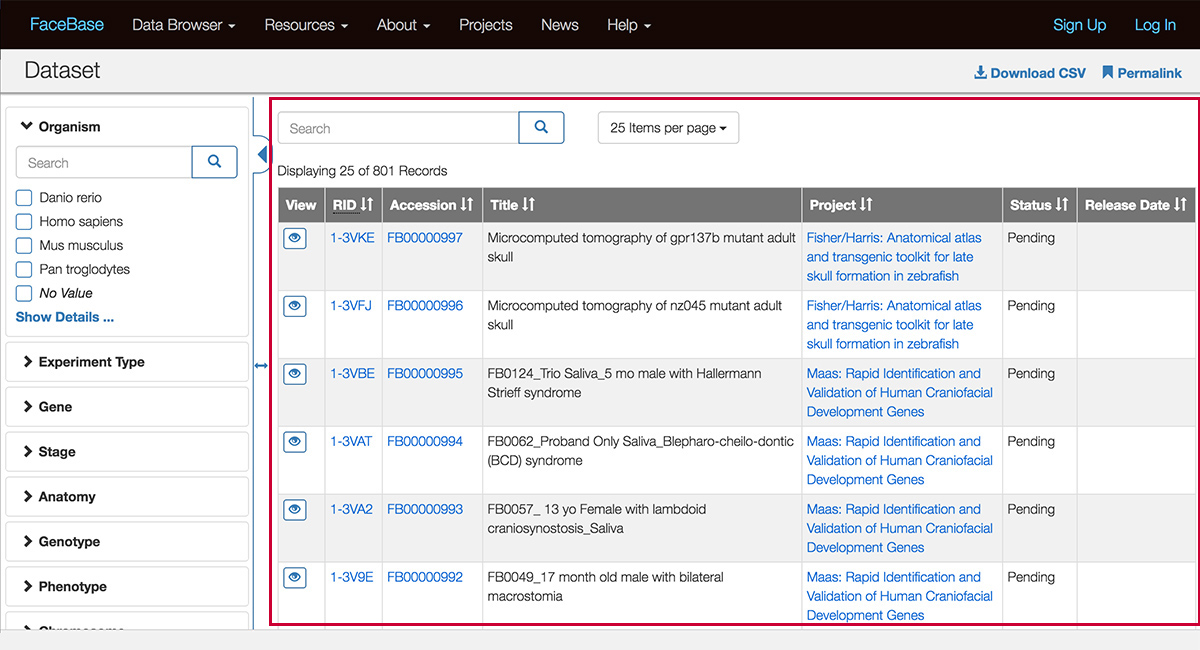 FaceBase Data Browser Resources About Projects News Help Sign Up Log In
Dataset
Download CSV Permalink
Organism
Search
Danio rerio
Homo sapiens
Mus musculus
Pan troglodytes
No Value
Show Details ...
Experiment Type
Gene
Stage
Anatomy
Genotype
Phenotype
Chromosome
Search
25 Items per page
Displaying 25 of 801 Records
View RID Accession Title Project Status Release Date
1-3VKE FB00000997 Microcomputed tomography of gpr137b mutant adult Fisher/Harris: Anatomical atlas Pending
skull and transgenic toolkit for late
skull formation in zebrafish
1-3VFJ FB00000996 Microcomputed tomography of nz045 mutant adult Fisher/Harris: Anatomical atlas Pending
skull and transgenic toolkit for late
skull formation in zebrafish
1-3VBE FB00000995 FB0124_Trio Saliva_5 mo male with Hallermann Maas: Rapid Identification and Pending
Strieff syndrome Validation of Human Craniofacial
Development Genes
1-3VAT FB00000994 FB0062_Proband Only Saliva_Blepharo-cheilo-dontic Maas: Rapid Identification and Pending
(BCD) syndrome Validation of Human Craniofacial
Development Genes
1-3VA2 FB00000993 FB0057_ 13 yo Female with lambdoid Maas: Rapid Identification and Pending
craniosynostosis_Saliva Validation of Human Craniofacial
Development Genes
1-3V9E FB00000992 FB0049_17 month old male with bilateral Maas: Rapid Identification and Pending
macrostomia Validation of Human Craniofacial
Development Genes